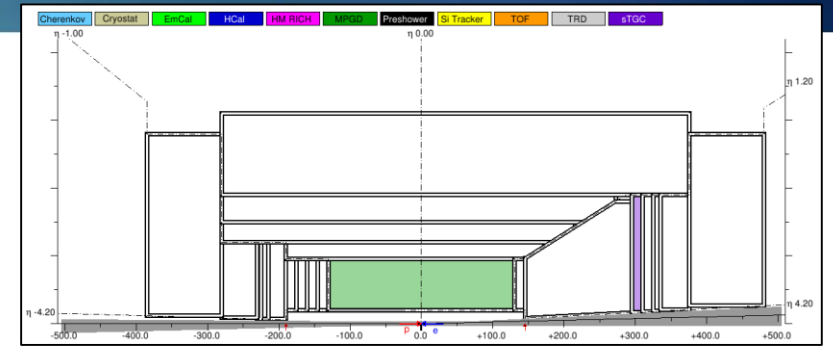 Cherenkov Cryostat EmCal HCal HM RICH MPGD Preshower Si Tracker TOF TRD sTGC
η -1.00 η 0.00
η 1.20
η -4.20 η 4.20
-500.0 -400.0 -300.0 -200.0 -100.0 0.0 +100.0 +200.0 +300.0 +400.0 +500.0
p e